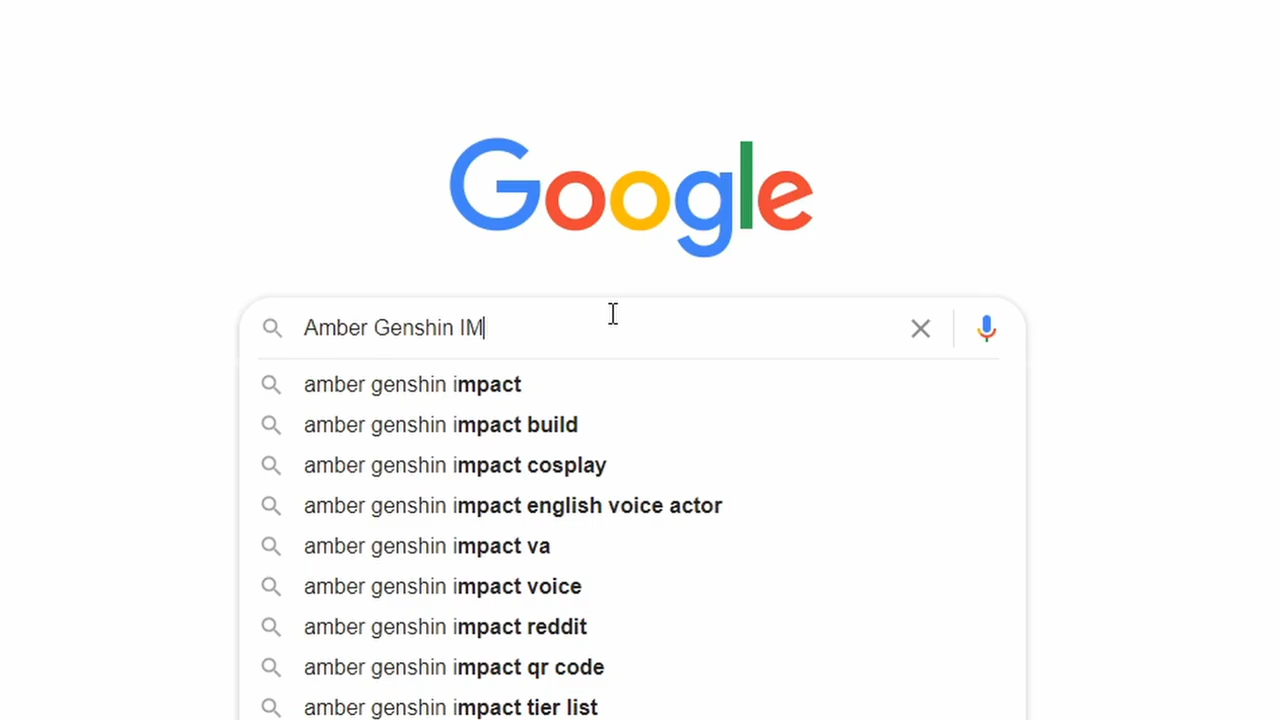 Google
Amber Genshin IM
amber genshin impact
amber genshin impact build
amber genshin impact cosplay
amber genshin impact english voice actor
amber genshin impact va
amber genshin impact voice
amber genshin impact reddit
amber genshin impact qr code
amber genshin impact tier list